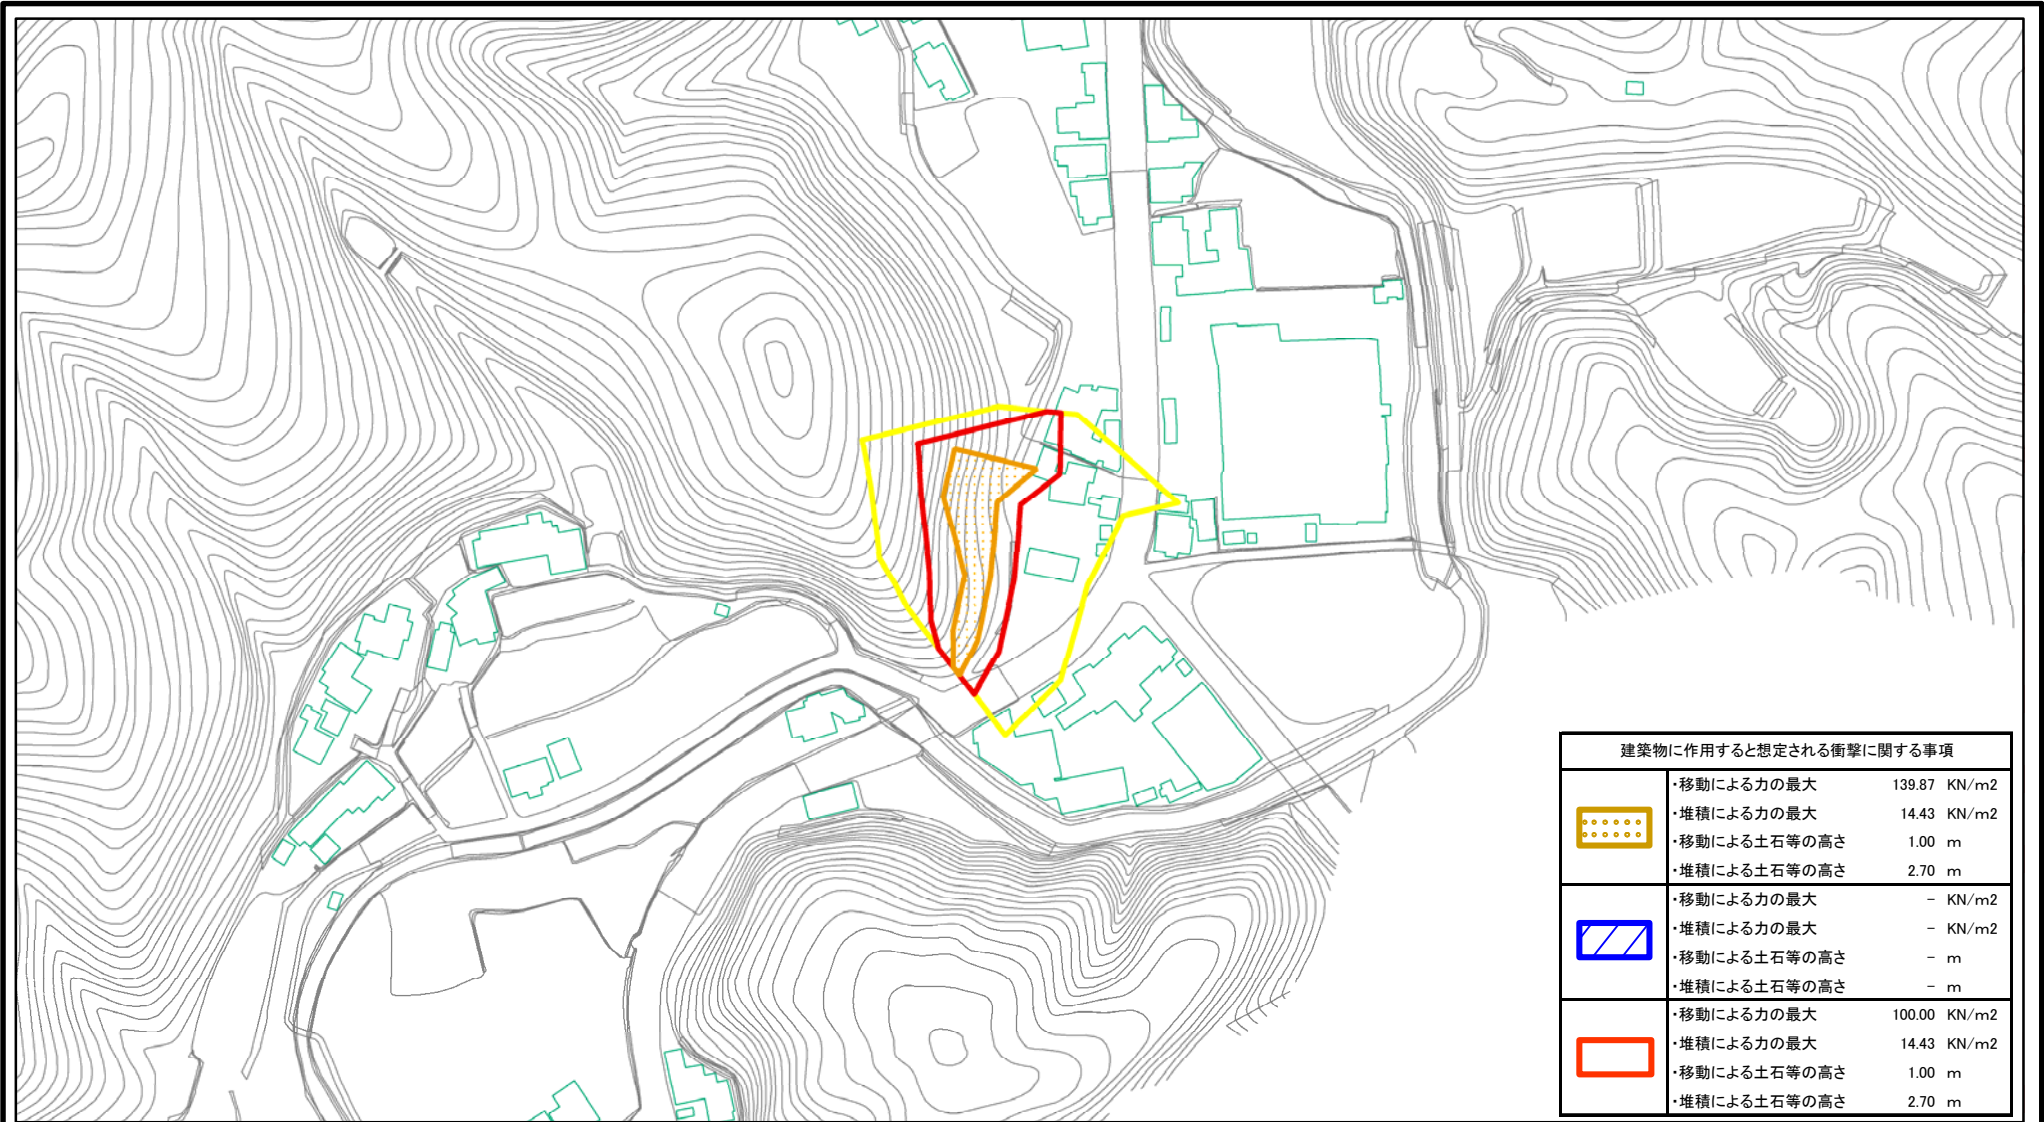 建築物に作用すると想定される衝撃に関する事項
・移動による力の最大 139.87 KN/m2
・堆積による力の最大 14.43 KN/m2
・移動による土石等の高さ 1.00 m
・堆積による土石等の高さ 2.70 m
・移動による力の最大 - KN/m2
・堆積による力の最大 - KN/m2
・移動による土石等の高さ - m
・堆積による土石等の高さ - m
・移動による力の最大 100.00 KN/m2
・堆積による力の最大 14.43 KN/m2
・移動による土石等の高さ 1.00 m
・堆積による土石等の高さ 2.70 m